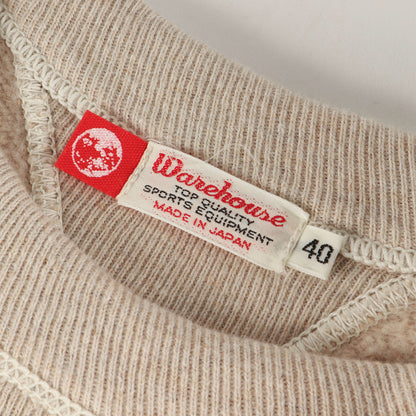 Warehouse
TOP QUALITY
SPORTS EQUIPMENT
MADE IN JAPAN
40